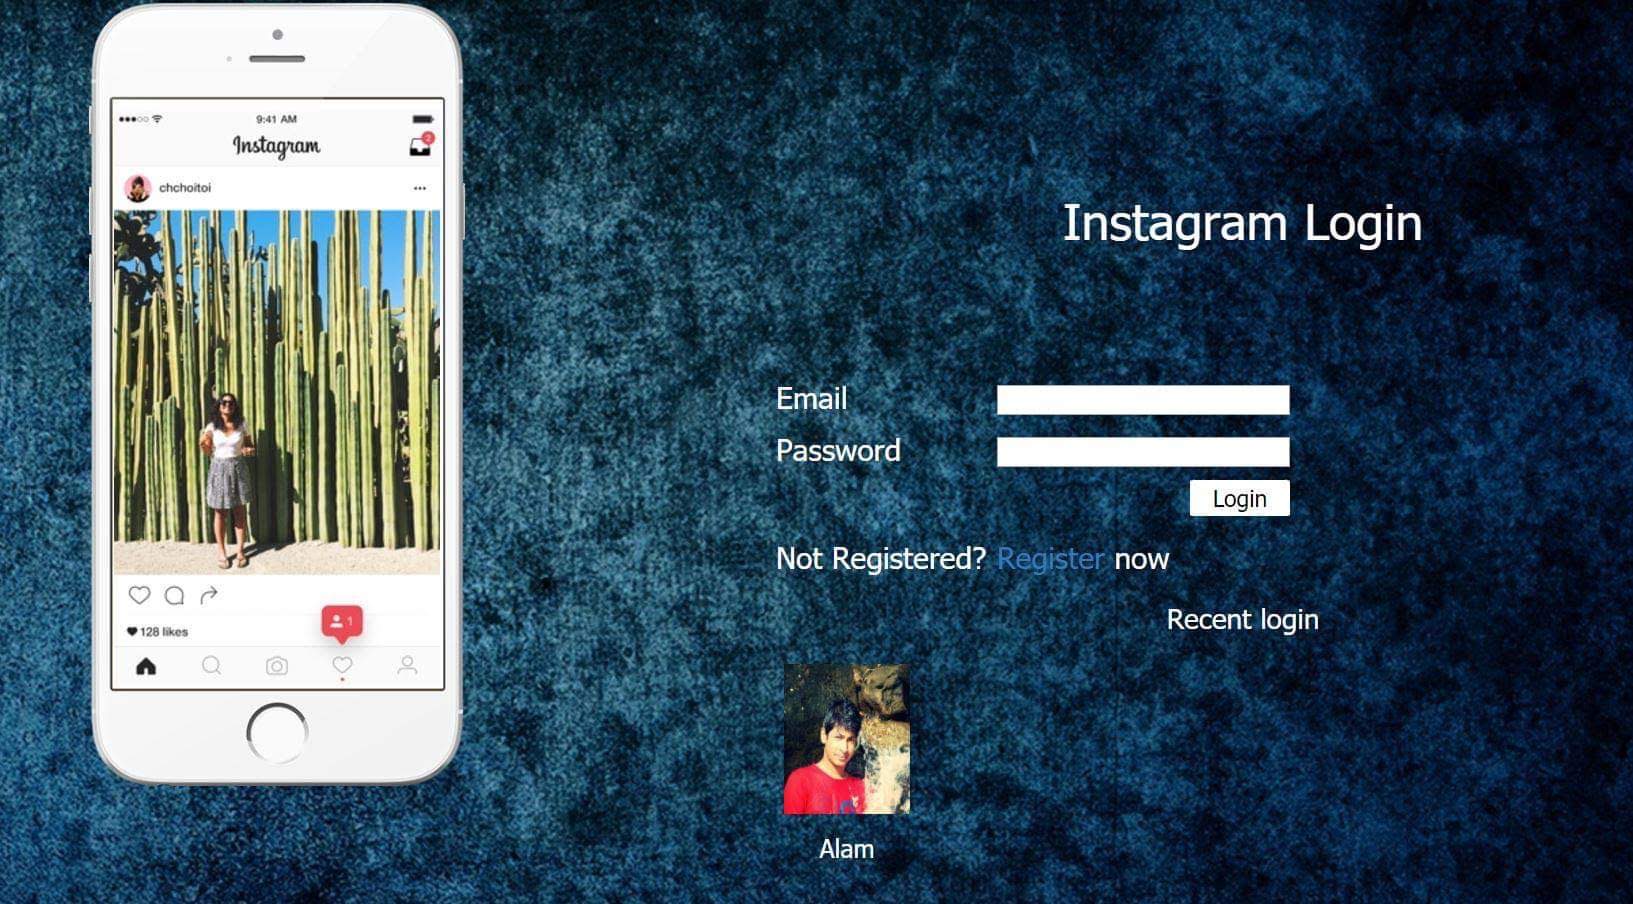 9:41 AM
Instagram
2
chchoitoi
128 likes
1
Instagram Login
Email
Password
Login
Not Registered? Register now
Recent login
Alam